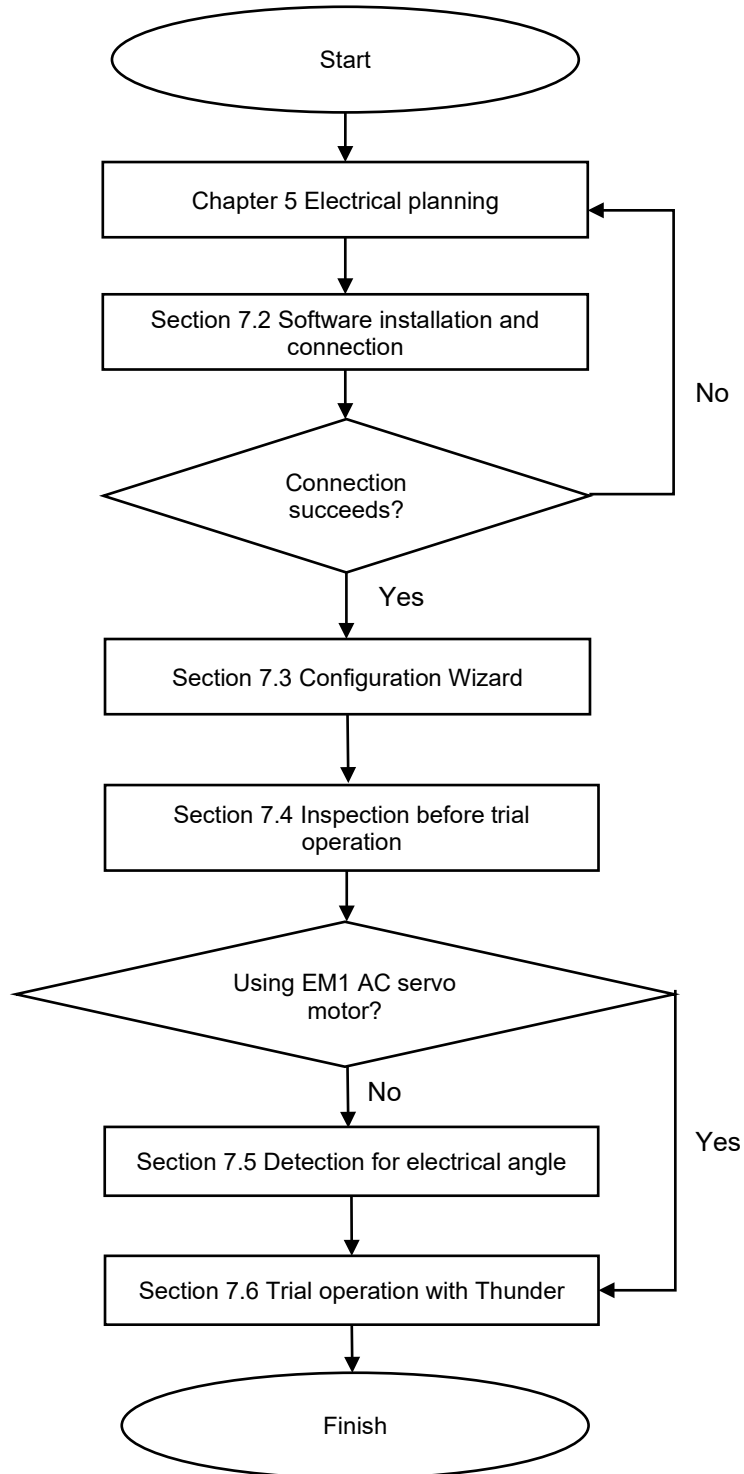 Start
Chapter 5 Electrical planning
Section 7.2 Software installation and
connection
No
Connection
succeeds?
Yes
Section 7.3 Configuration Wizard
Section 7.4 Inspection before trial
operation
Using EM1 AC servo
motor?
No
Section 7.5 Detection for electrical angle
Yes
Section 7.6 Trial operation with Thunder
Finish